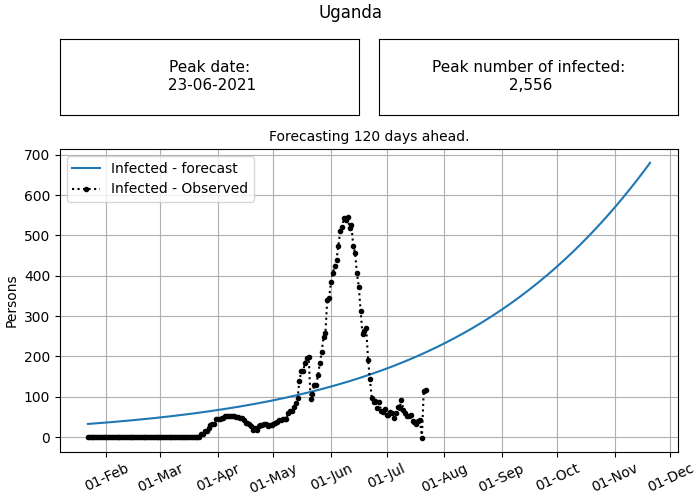 Uganda
Peak date:
23-06-2021
Peak number of infected:
2,556
Forecasting 120 days ahead.
Infected - forecast
Infected - Observed
Persons
700
600
500
400
300
200
100
0
01-Feb
01-Mar
01-Apr
01-May
01-Jun
01-Jul
01-Aug
01-Sep
01-Oct
01-Nov
01-Dec